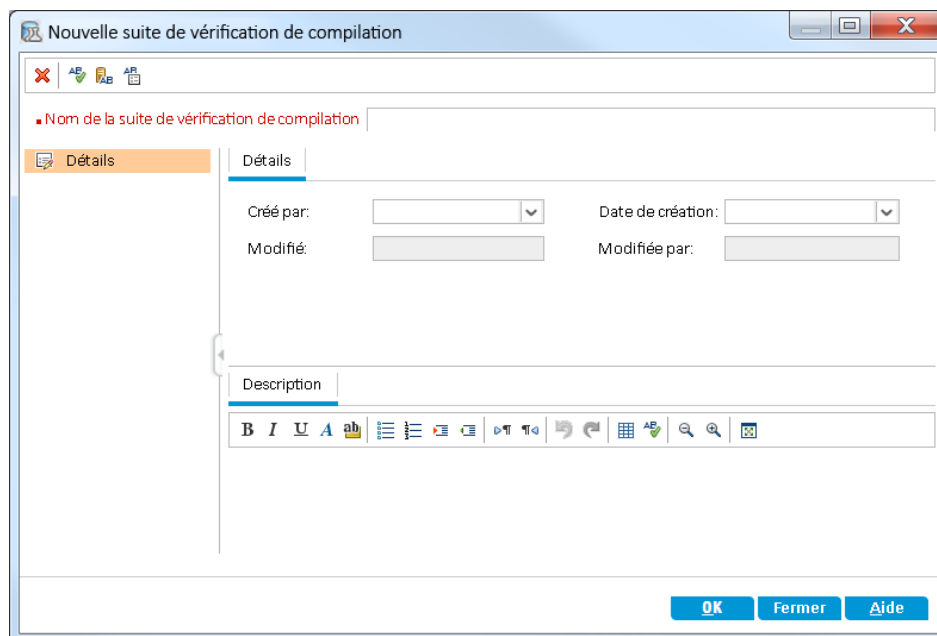 Nouvelle suite de vérification de compilation
Nom de la suite de vérification de compilation
Détails
Détails
Créé par:
Date de création:
Modifié:
Modifiée par:
Description
B I U A ab
OK
Fermer
Aide